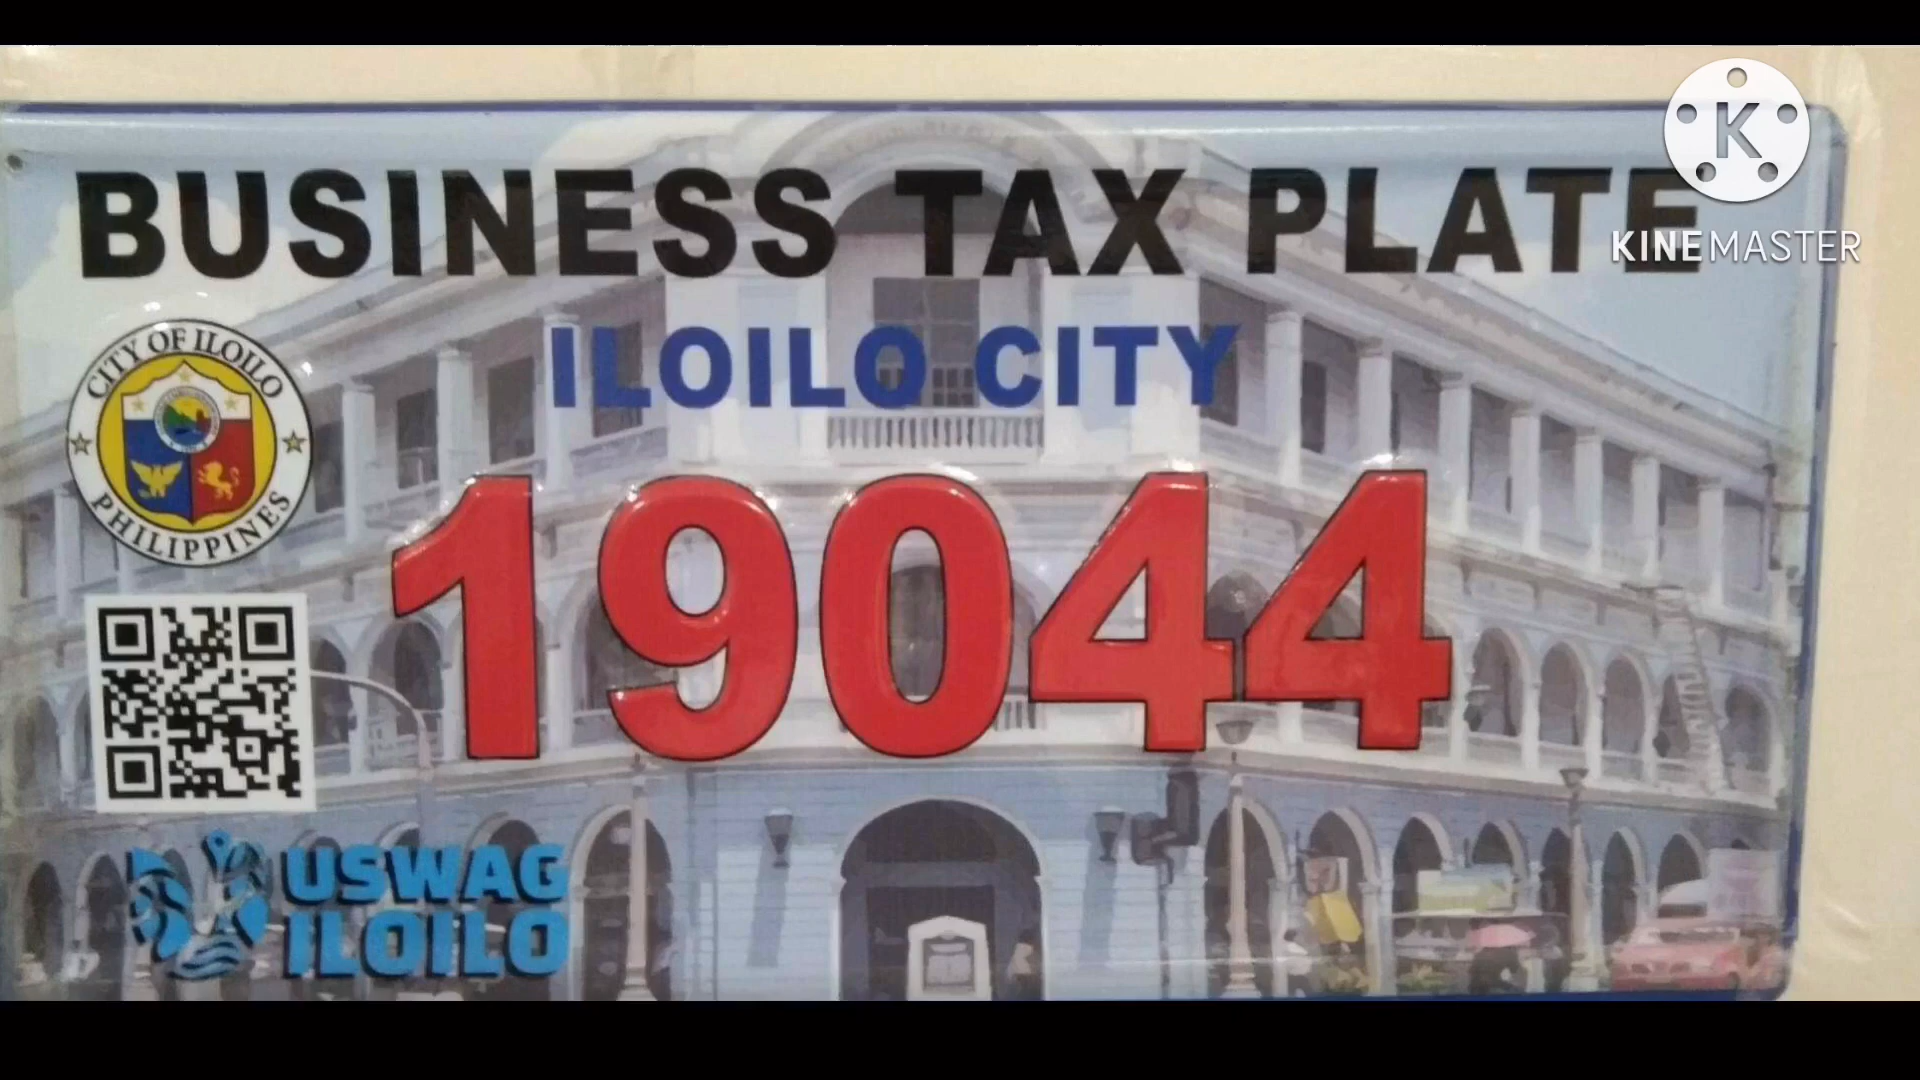 BUSINESS TAX PLATE
KINEMASTER
ILOILO CITY
CITY OF ILOILO
PHILIPPINES
19044
USWAG
ILOILO